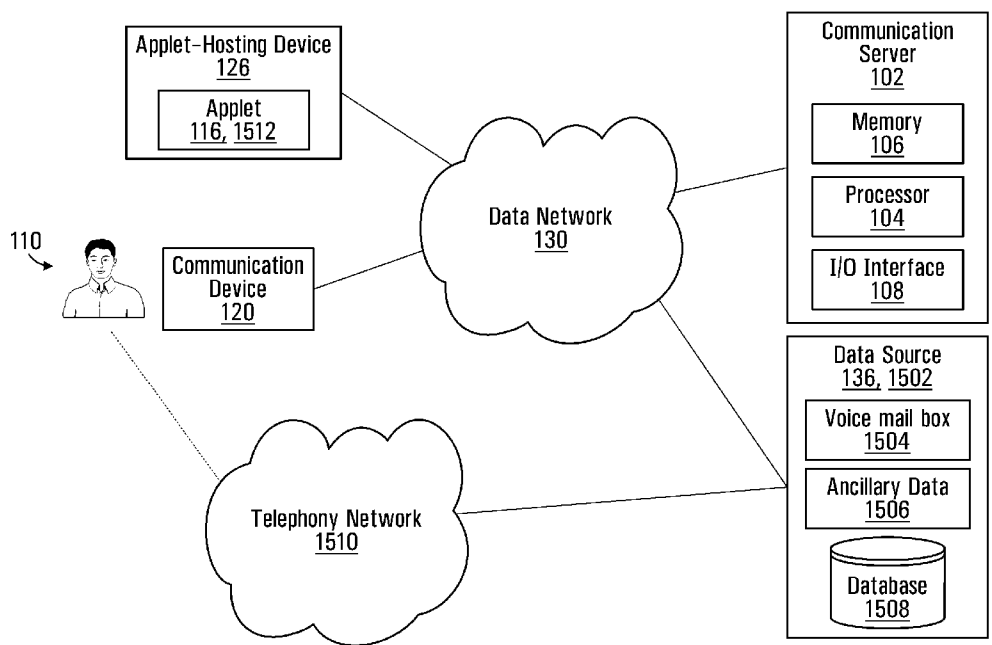 Applet-Hosting Device
126
Applet
116, 1512
110
Communication
Device
120
Data Network
130
Telephony Network
1510
Communication
Server
102
Memory
106
Processor
104
I/O Interface
108
Data Source
136, 1502
Voice mail box
1504
Ancillary Data
1506
Database
1508